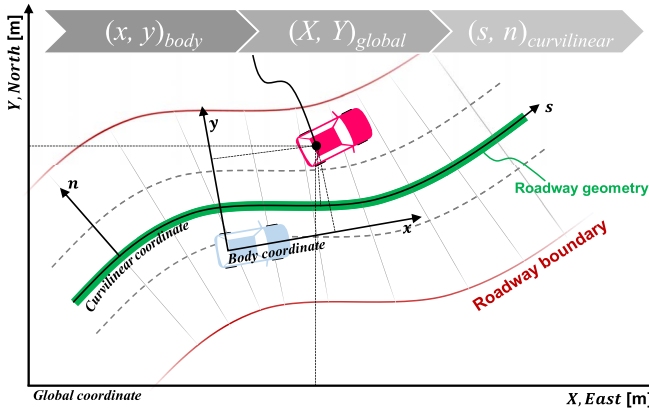 (x, y)body
(X, Y)global
(s, n)curvilinear
Y, North [m]
y
s
n
Roadway geometry
Curvilinear coordinate
x
Body coordinate
Roadway boundary
Global coordinate
X, East [m]